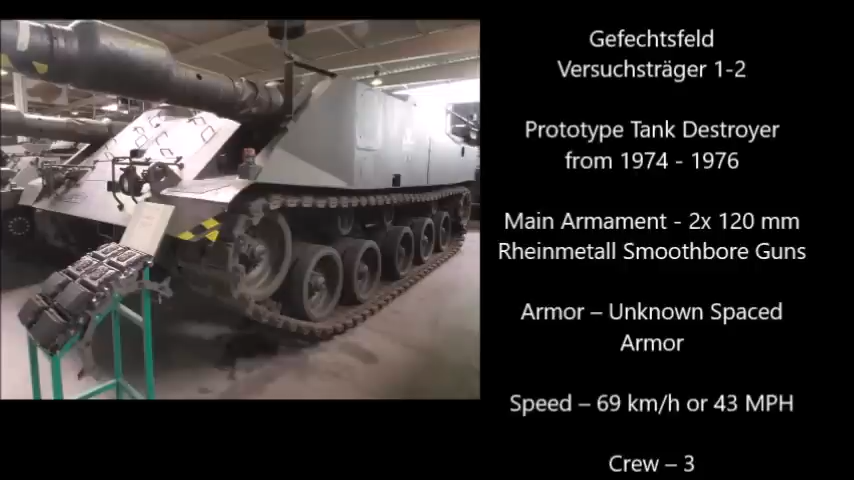 Gefechtsfeld
Versuchsträger 1-2
Prototype Tank Destroyer
from 1974 - 1976
Main Armament - 2x 120 mm
Rheinmetall Smoothbore Guns
Armor – Unknown Spaced
Armor
Speed – 69 km/h or 43 MPH
Crew – 3